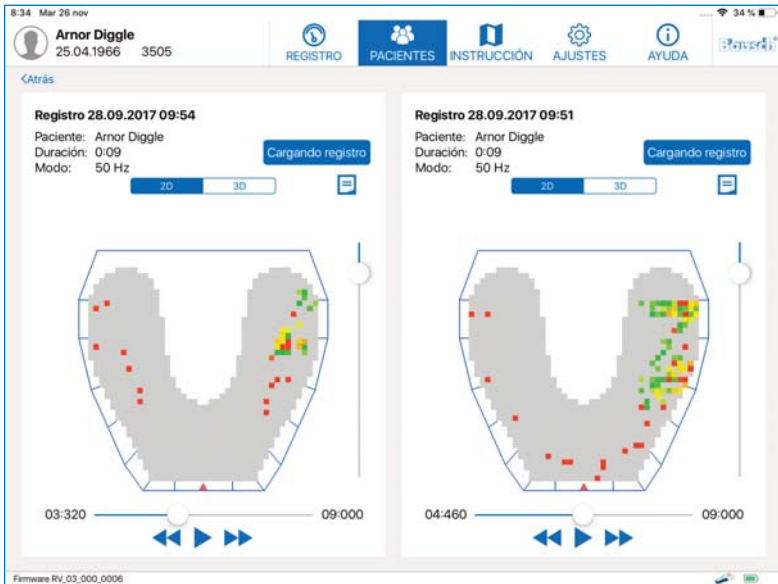 8:34 Mar 26 nov
34 %
Arnor Diggle
25.04.1966 3505
REGISTRO
PACIENTES
INSTRUCCIÓN
AJUSTES
AYUDA
Bausch
<Atrás
Registro 28.09.2017 09:54
Paciente: Arnor Diggle
Duración: 0:09
Cargando registro
Modo: 50 Hz
2D 3D
03:320 09:000
Registro 28.09.2017 09:51
Paciente: Arnor Diggle
Duración: 0:09
Cargando registro
Modo: 50 Hz
2D 3D
04:460 09:000
Firmware RV_03_000_0006